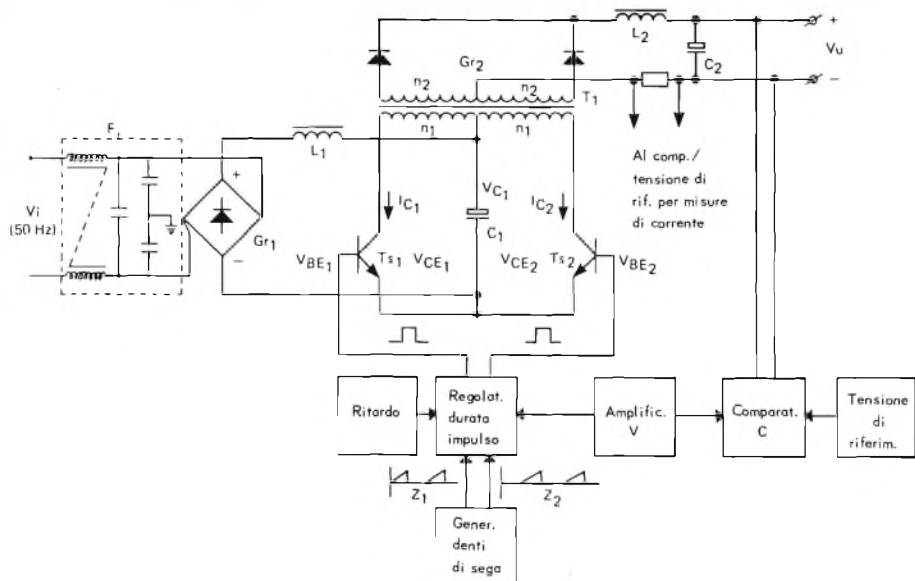 L2
+
Vu
C2
−
Gr2
n2
n2
T1
n1
n1
L1
Al comp./
tensione di
rif. per misure
di corrente
Vi
(50 Hz)
+
Gr1
−
IC1
VC1
C1
IC2
VBE1
Ts1
VCE1
VCE2
Ts2
VBE2
Ritardo
Regolat.
durata
impulso
Amplific.
V
Comparat.
C
Tensione
di
riferim.
Z1
Z2
Gener.
denti
di sega